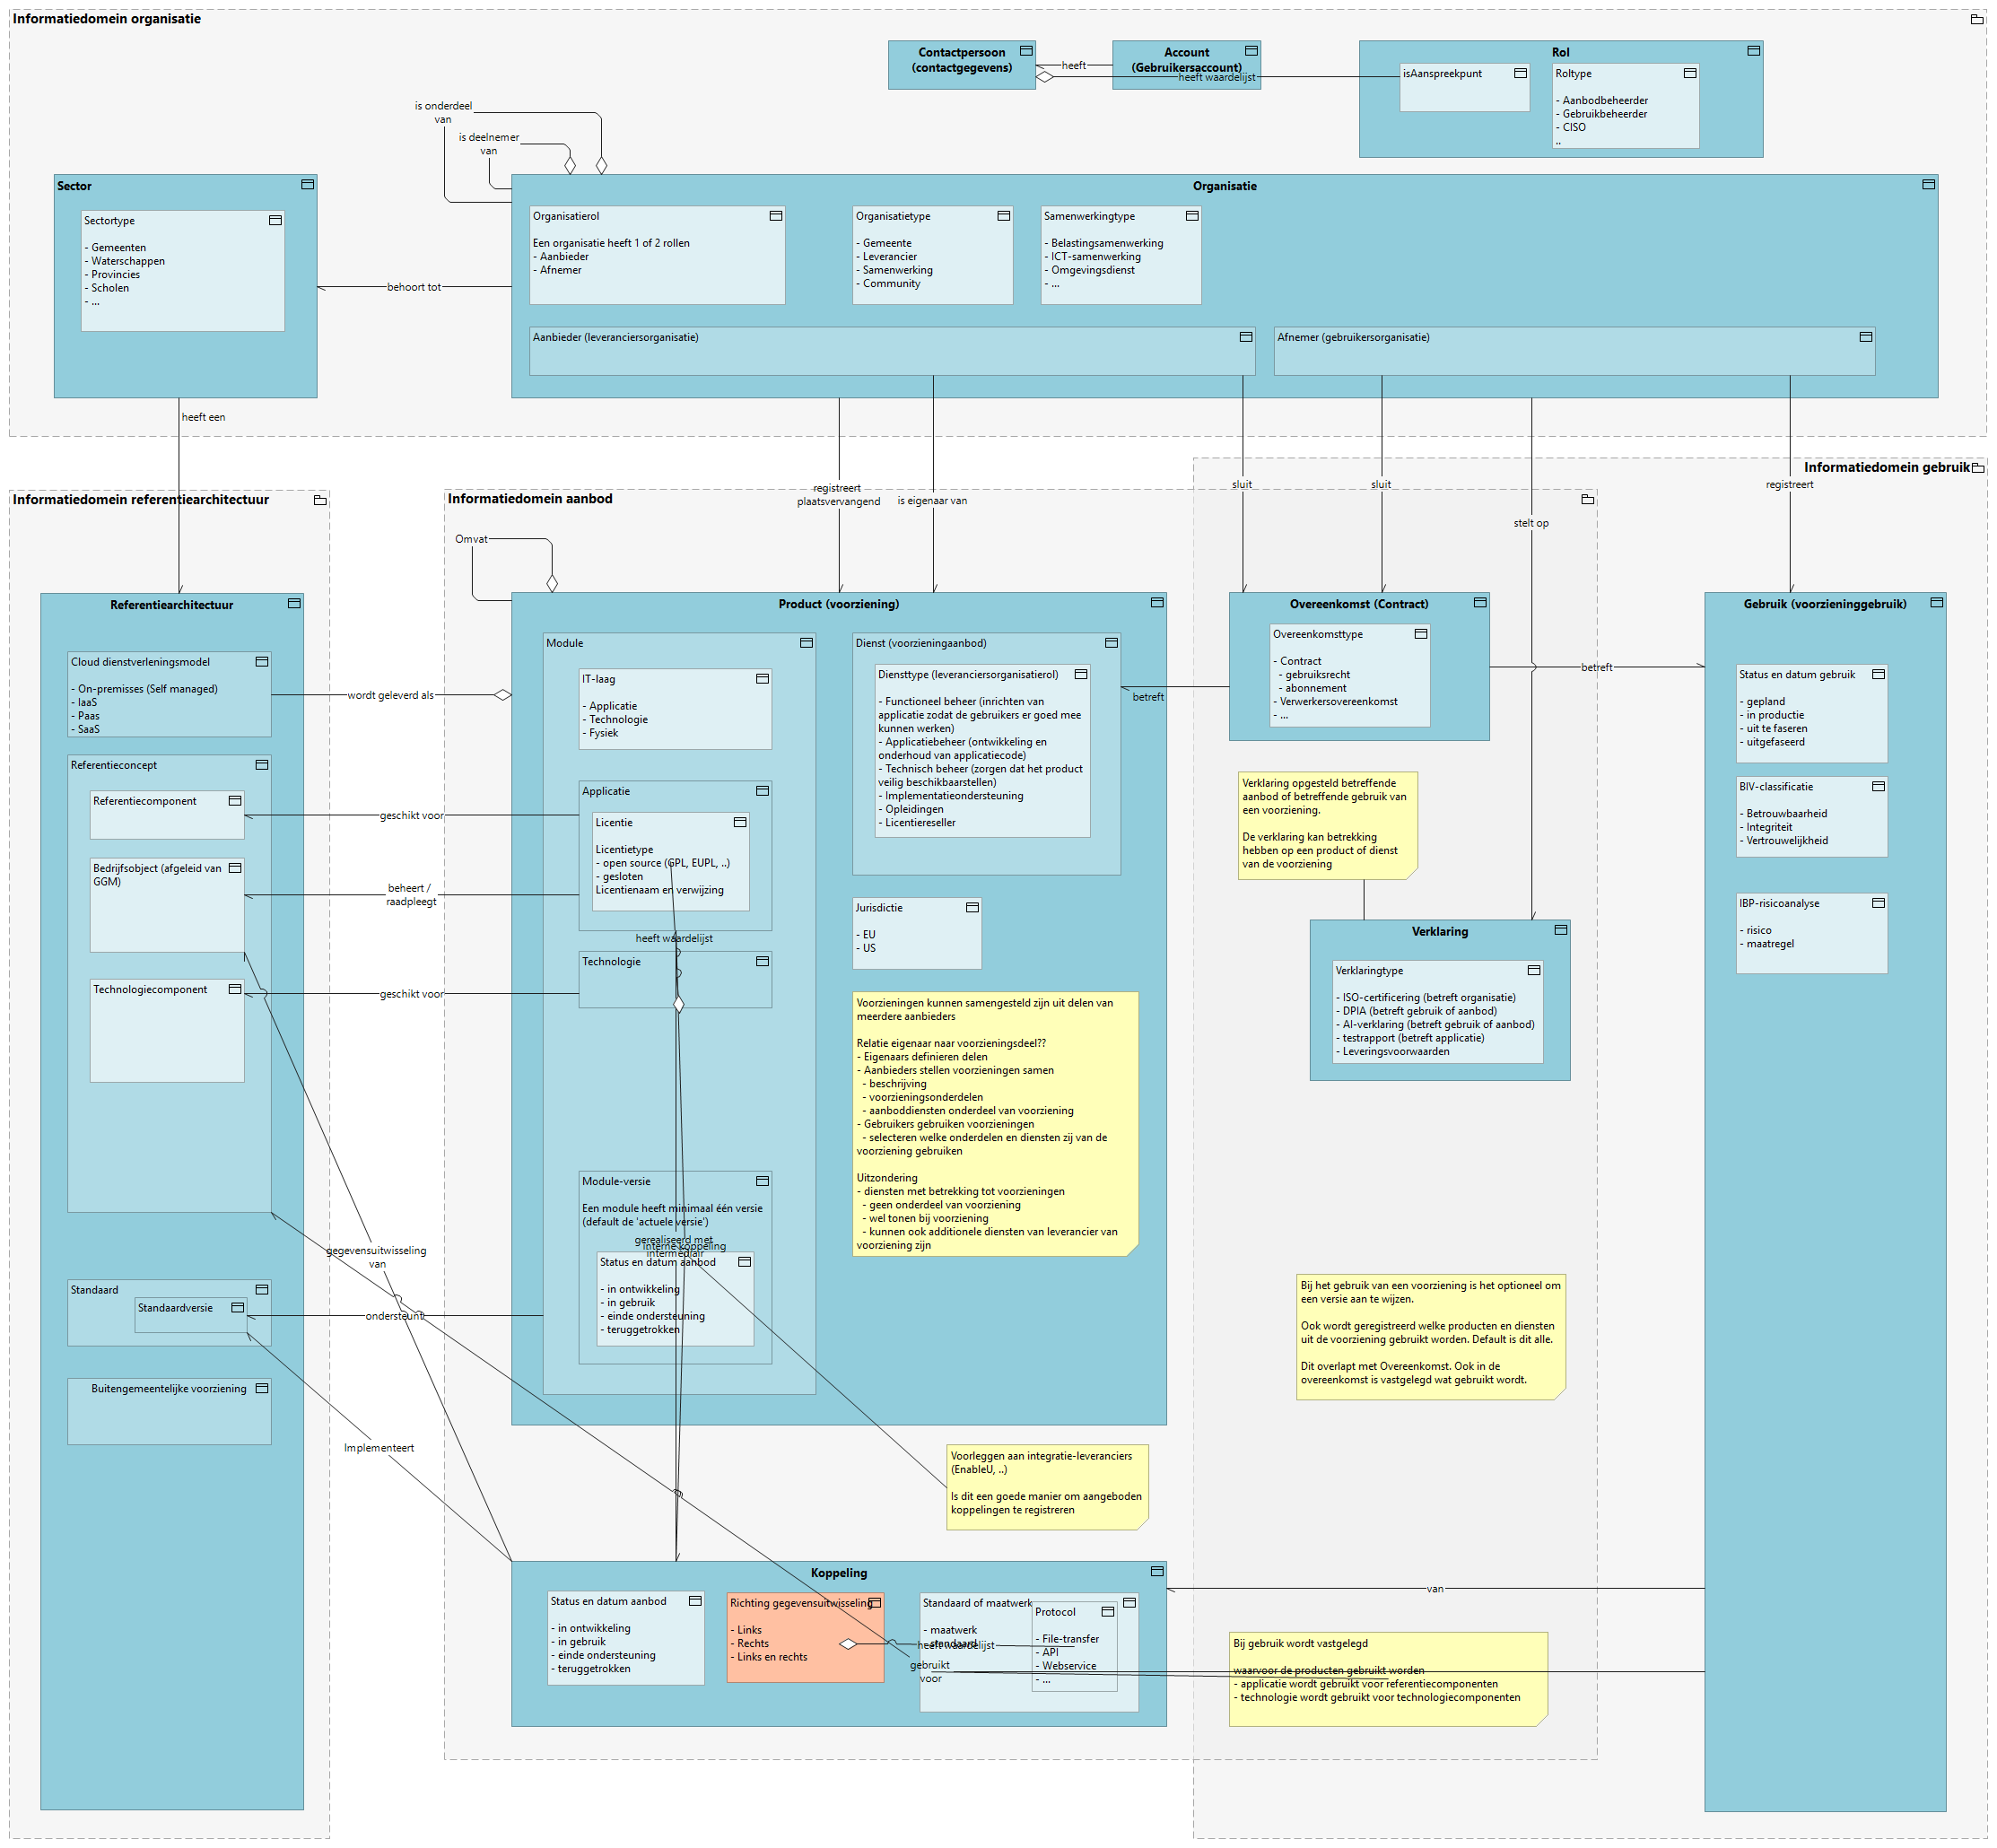 Informatiedomein organisatie
Contactpersoon
(contactgegevens)
heeft
Account
(Gebruikersaccount)
heeft waardelijst
Rol
isAanspreekpunt
Roltype
- Aanbodbeheerder
- Gebruikbeheerder
- CISO
..
is onderdeel
van
is deelnemer
van
Sector
Sectortype
- Gemeenten
- Waterschappen
- Provincies
- Scholen
- ...
behoort tot
Organisatie
Organisatierol
Een organisatie heeft 1 of 2 rollen
- Aanbieder
- Afnemer
Organisatietype
- Gemeente
- Leverancier
- Samenwerking
- Community
Samenwerkingtype
- Belastingsamenwerking
- ICT-samenwerking
- Omgevingsdienst
- ...
Aanbieder (leveranciersorganisatie)
Afnemer (gebruikersorganisatie)
heeft een
registreert
plaatsvervangend
is eigenaar van
sluit
sluit
stelt op
registreert
Informatiedomein gebruik
Informatiedomein referentiearchitectuur
Informatiedomein aanbod
Omvat
Referentiearchitectuur
Cloud dienstverleningsmodel
- On-premisses (Self managed)
- IaaS
- Paas
- SaaS
wordt geleverd als
Referentieconcept
Referentiecomponent
geschikt voor
Bedrijfsobject (afgeleid van
GGM)
beheert /
raadpleegt
Technologiecomponent
geschikt voor
gegevensuitwisseling
van
Standaard
Standaardversie
ondersteunt
Buitengemeentelijke voorziening
Implementeert
Product (voorziening)
Module
IT-laag
- Applicatie
- Technologie
- Fysiek
Applicatie
Licentie
Licentietype
- open source (GPL, EUPL, ..)
- gesloten
Licentienaam en verwijzing
heeft waardelijst
Technologie
Module-versie
Een module heeft minimaal één versie
(default de 'actuele versie')
gerealiseerd met
interne koppeling
intermediair
Status en datum aanbod
- in ontwikkeling
- in gebruik
- einde ondersteuning
- teruggetrokken
Dienst (voorzieningaanbod)
Diensttype (leveranciersorganisatierol)
- Functioneel beheer (inrichten van
applicatie zodat de gebruikers er goed mee
kunnen werken)
- Applicatiebeheer (ontwikkeling en
onderhoud van applicatiecode)
- Technisch beheer (zorgen dat het product
veilig beschikbaarstellen)
- Implementatieondersteuning
- Opleidingen
- Licentiereseller
Jurisdictie
- EU
- US
Voorzieningen kunnen samengesteld zijn uit delen van
meerdere aanbieders
Relatie eigenaar naar voorzieningsdeel??
- Eigenaars definieren delen
- Aanbieders stellen voorzieningen samen
- beschrijving
- voorzieningsonderdelen
- aanboddiensten onderdeel van voorziening
- Gebruikers gebruiken voorzieningen
- selecteren welke onderdelen en diensten zij van de
voorziening gebruiken
Uitzondering
- diensten met betrekking tot voorzieningen
- geen onderdeel van voorziening
- wel tonen bij voorziening
- kunnen ook additionele diensten van leverancier van
voorziening zijn
betreft
Overeenkomst (Contract)
Overeenkomsttype
- Contract
- gebruiksrecht
- abonnement
- Verwerkersovereenkomst
- ...
betreft
Verklaring opgesteld betreffende
aanbod of betreffende gebruik van
een voorziening.
De verklaring kan betrekking
hebben op een product of dienst
van de voorziening
Verklaring
Verklaringtype
- ISO-certificering (betreft organisatie)
- DPIA (betreft gebruik of aanbod)
- AI-verklaring (betreft gebruik of aanbod)
- testrapport (betreft applicatie)
- Leveringsvoorwaarden
Bij het gebruik van een voorziening is het optioneel om
een versie aan te wijzen.
Ook wordt geregistreerd welke producten en diensten
uit de voorziening gebruikt worden. Default is dit alle.
Dit overlapt met Overeenkomst. Ook in de
overeenkomst is vastgelegd wat gebruikt wordt.
Gebruik (voorzieninggebruik)
Status en datum gebruik
- gepland
- in productie
- uit te faseren
- uitgefaseerd
BIV-classificatie
- Betrouwbaarheid
- Integriteit
- Vertrouwelijkheid
IBP-risicoanalyse
- risico
- maatregel
Voorleggen aan integratie-leveranciers
(EnableU, ..)
Is dit een goede manier om aangeboden
koppelingen te registreren
Koppeling
Status en datum aanbod
- in ontwikkeling
- in gebruik
- einde ondersteuning
- teruggetrokken
Richting gegevensuitwisseling
- Links
- Rechts
- Links en rechts
Standaard of maatwerk
- maatwerk
- standaard
heeft waardelijst
gebruikt
voor
Protocol
- File-transfer
- API
- Webservice
- ...
van
Bij gebruik wordt vastgelegd
waarvoor de producten gebruikt worden
- applicatie wordt gebruikt voor referentiecomponenten
- technologie wordt gebruikt voor technologiecomponenten